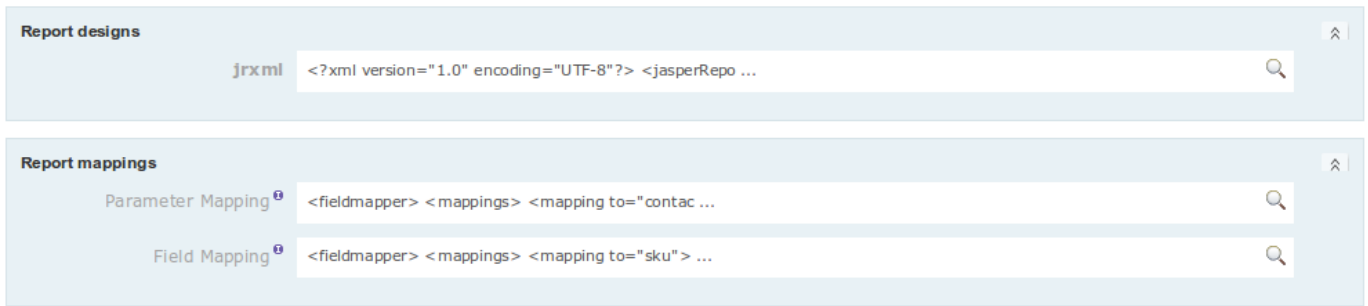 Report designs
jrxml <?xml version="1.0" encoding="UTF-8"?> <jasperRepo ...
Report mappings
Parameter Mapping <fieldmapper> <mappings> <mapping to="contac ...
Field Mapping <fieldmapper> <mappings> <mapping to="sku"> ...